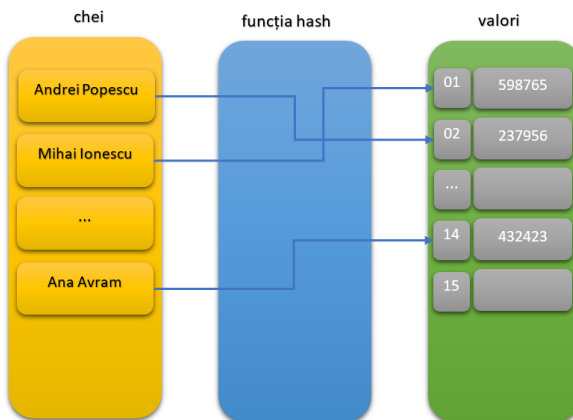 chei
funcția hash
valori
Andrei Popescu
Mihai Ionescu
...
Ana Avram
01
598765
02
237956
...
14
432423
15